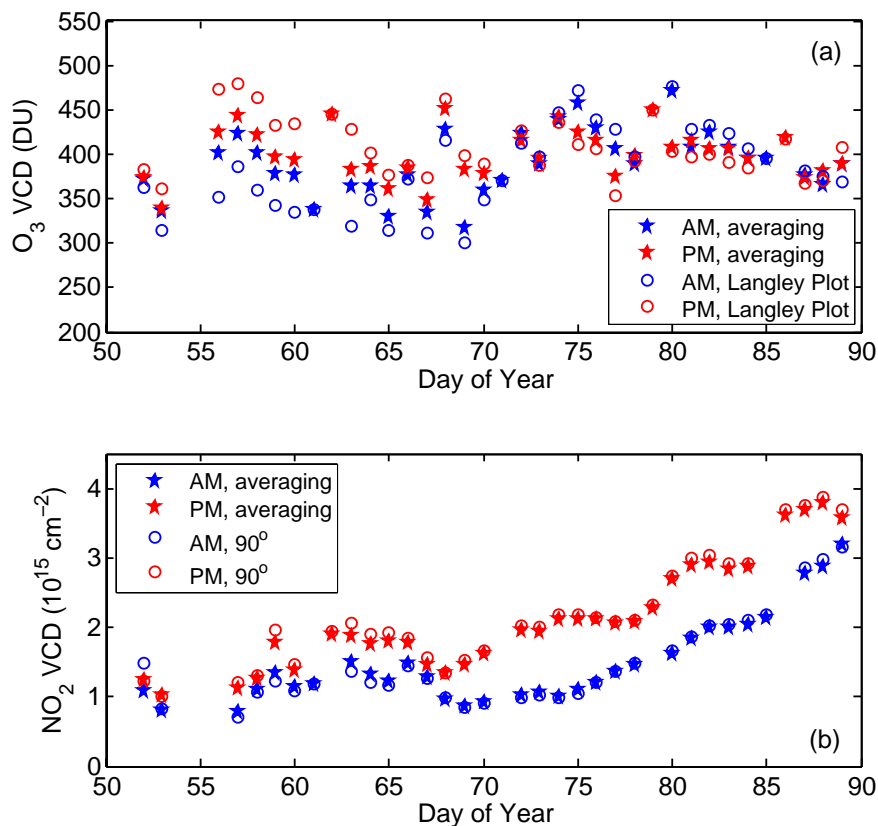 550
500
450
400
350
300
250
200
O3 VCD (DU)
(a)
AM, averaging
PM, averaging
AM, Langley Plot
PM, Langley Plot
50 55 60 65 70 75 80 85 90
Day of Year
4
3
2
1
0
NO2 VCD (10^15 cm^−2)
AM, averaging
PM, averaging
AM, 90^o
PM, 90^o
(b)
50 55 60 65 70 75 80 85 90
Day of Year